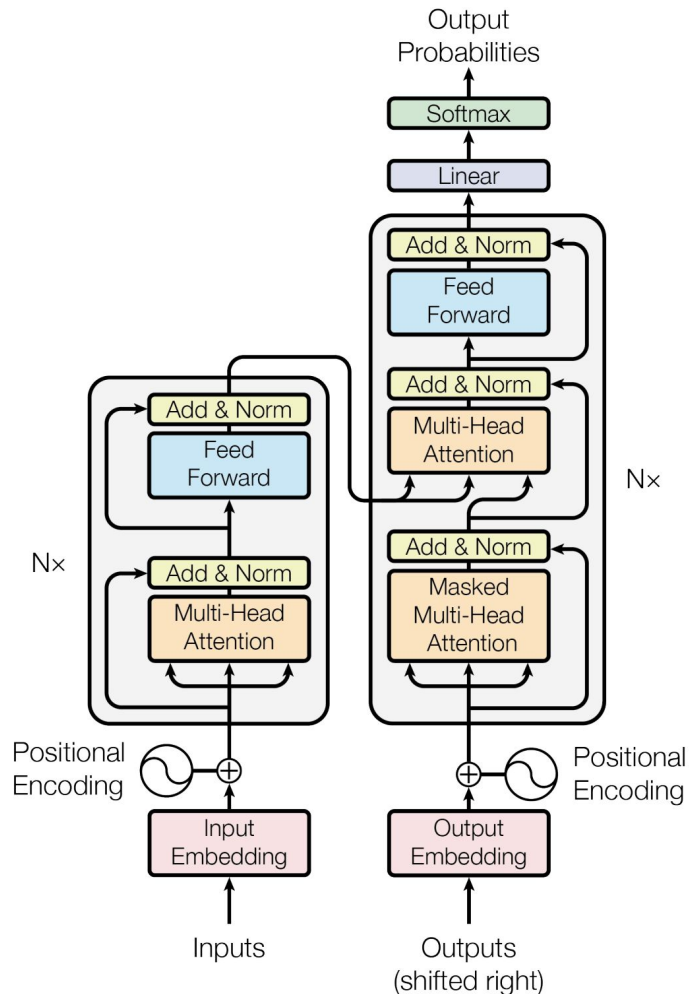 Output
Probabilities
Softmax
Linear
Add & Norm
Feed
Forward
Add & Norm
Multi-Head
Attention
Add & Norm
Masked
Multi-Head
Attention
N×
Add & Norm
Feed
Forward
Add & Norm
Multi-Head
Attention
N×
Positional
Encoding
Positional
Encoding
Input
Embedding
Output
Embedding
Inputs
Outputs
(shifted right)